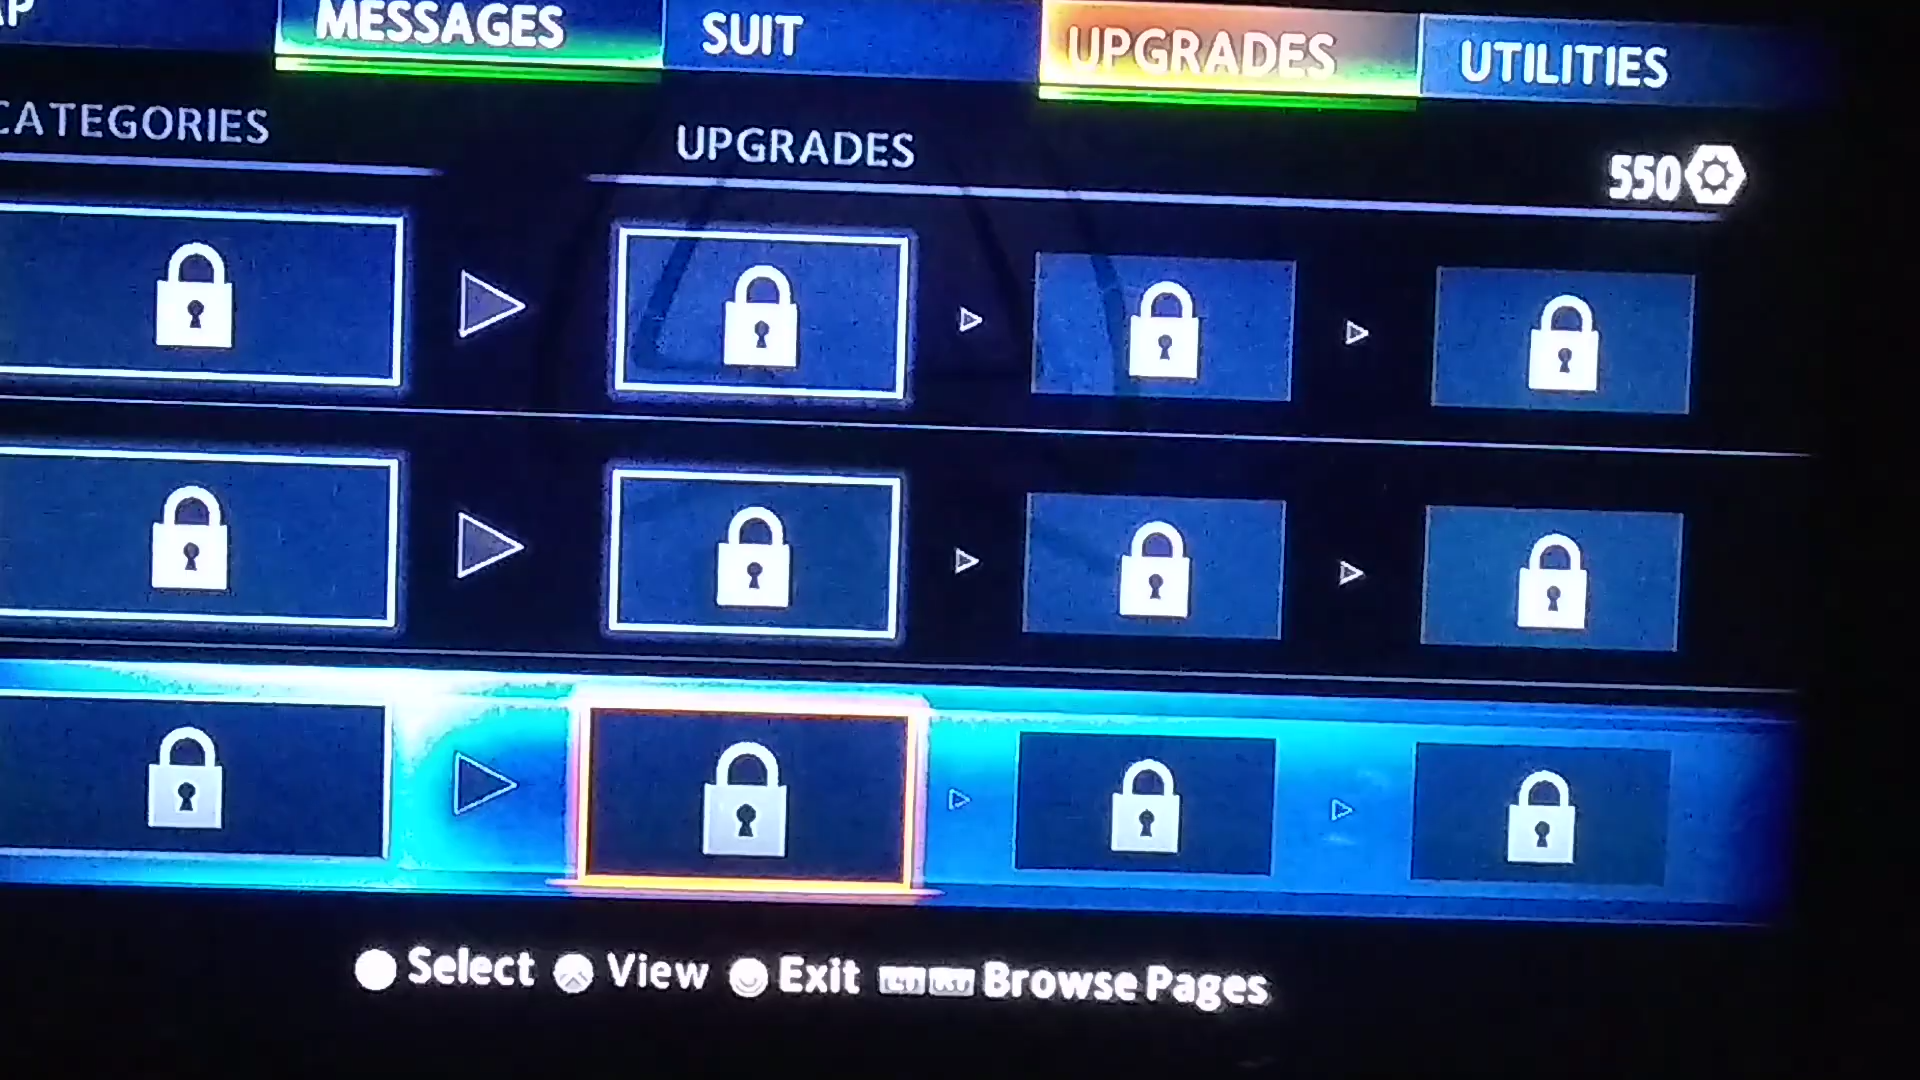 MESSAGES SUIT UPGRADES UTILITIES
CATEGORIES UPGRADES
550
Select View Exit Browse Pages